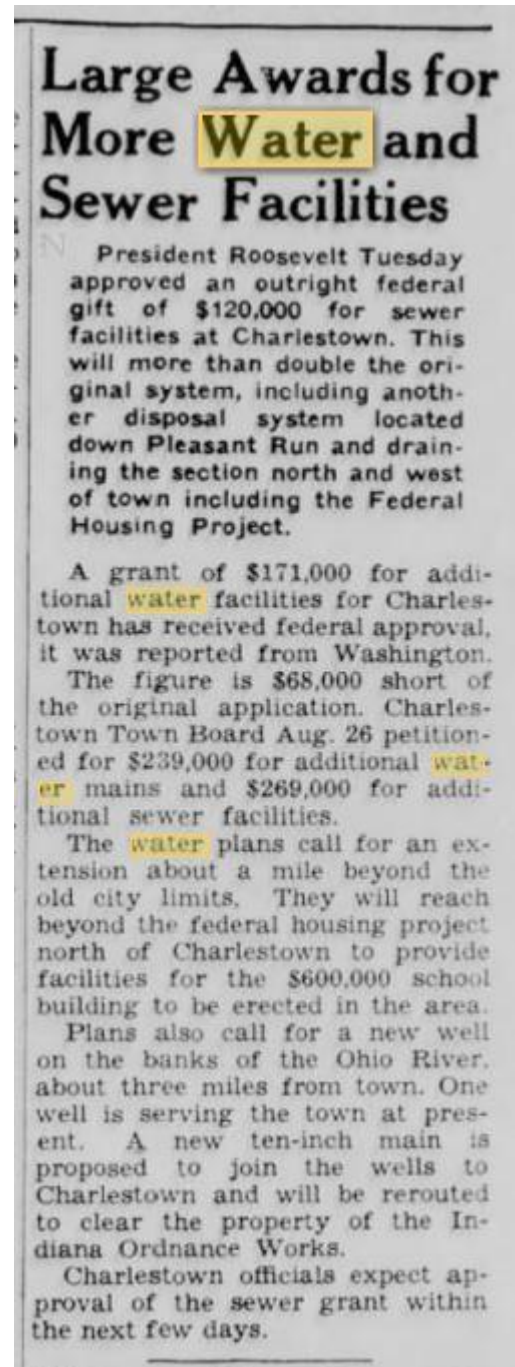 Large Awards for
More Water and
Sewer Facilities
President Roosevelt Tuesday
approved an outright federal
gift of $120,000 for sewer
facilities at Charlestown. This
will more than double the ori-
ginal system, including anoth-
er disposal system located
down Pleasant Run and drain-
ing the section north and west
of town including the Federal
Housing Project.
A grant of $171,000 for addi-
tional water facilities for Charles-
town has received federal approval,
it was reported from Washington.
The figure is $68,000 short of
the original application. Charles-
town Town Board Aug. 26 petition-
ed for $239,000 for additional wat-
er mains and $269,000 for addi-
tional sewer facilities.
The water plans call for an ex-
tension about a mile beyond the
old city limits. They will reach
beyond the federal housing project
north of Charlestown to provide
facilities for the $600,000 school
building to be erected in the area.
Plans also call for a new well
on the banks of the Ohio River,
about three miles from town. One
well is serving the town at pres-
ent. A new ten-inch main is
proposed to join the wells to
Charlestown and will be rerouted
to clear the property of the In-
diana Ordnance Works.
Charlestown officials expect ap-
proval of the sewer grant within
the next few days.